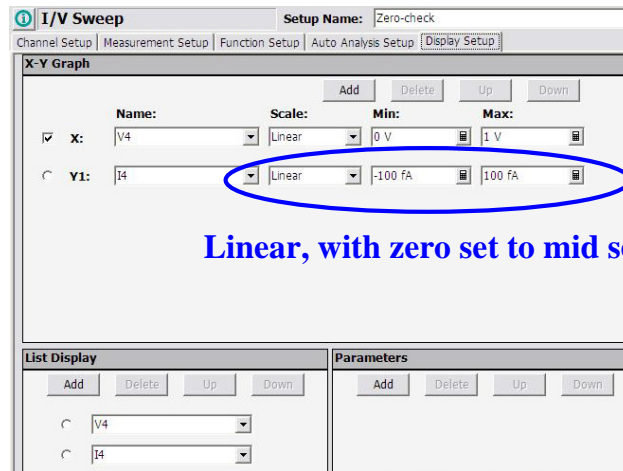 I/V Sweep Setup Name: Zero-check
Channel Setup Measurement Setup Function Setup Auto Analysis Setup Display Setup
X-Y Graph
Add Delete Up Down
Name: Scale: Min: Max:
X: V4 Linear 0 V 1 V
Y1: I4 Linear -100 fA 100 fA
Linear, with zero set to mid
List Display Parameters
Add Delete Up Down Add Delete Up Down
V4
I4